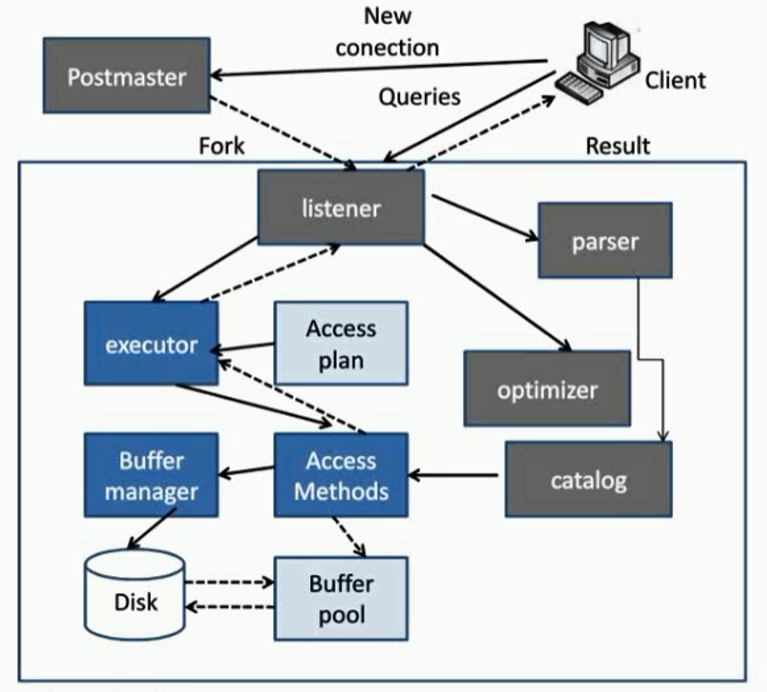 New
conection
Postmaster
Client
Queries
Fork
Result
listener
parser
executor
Access
plan
optimizer
Buffer
manager
Access
Methods
catalog
Disk
Buffer
pool